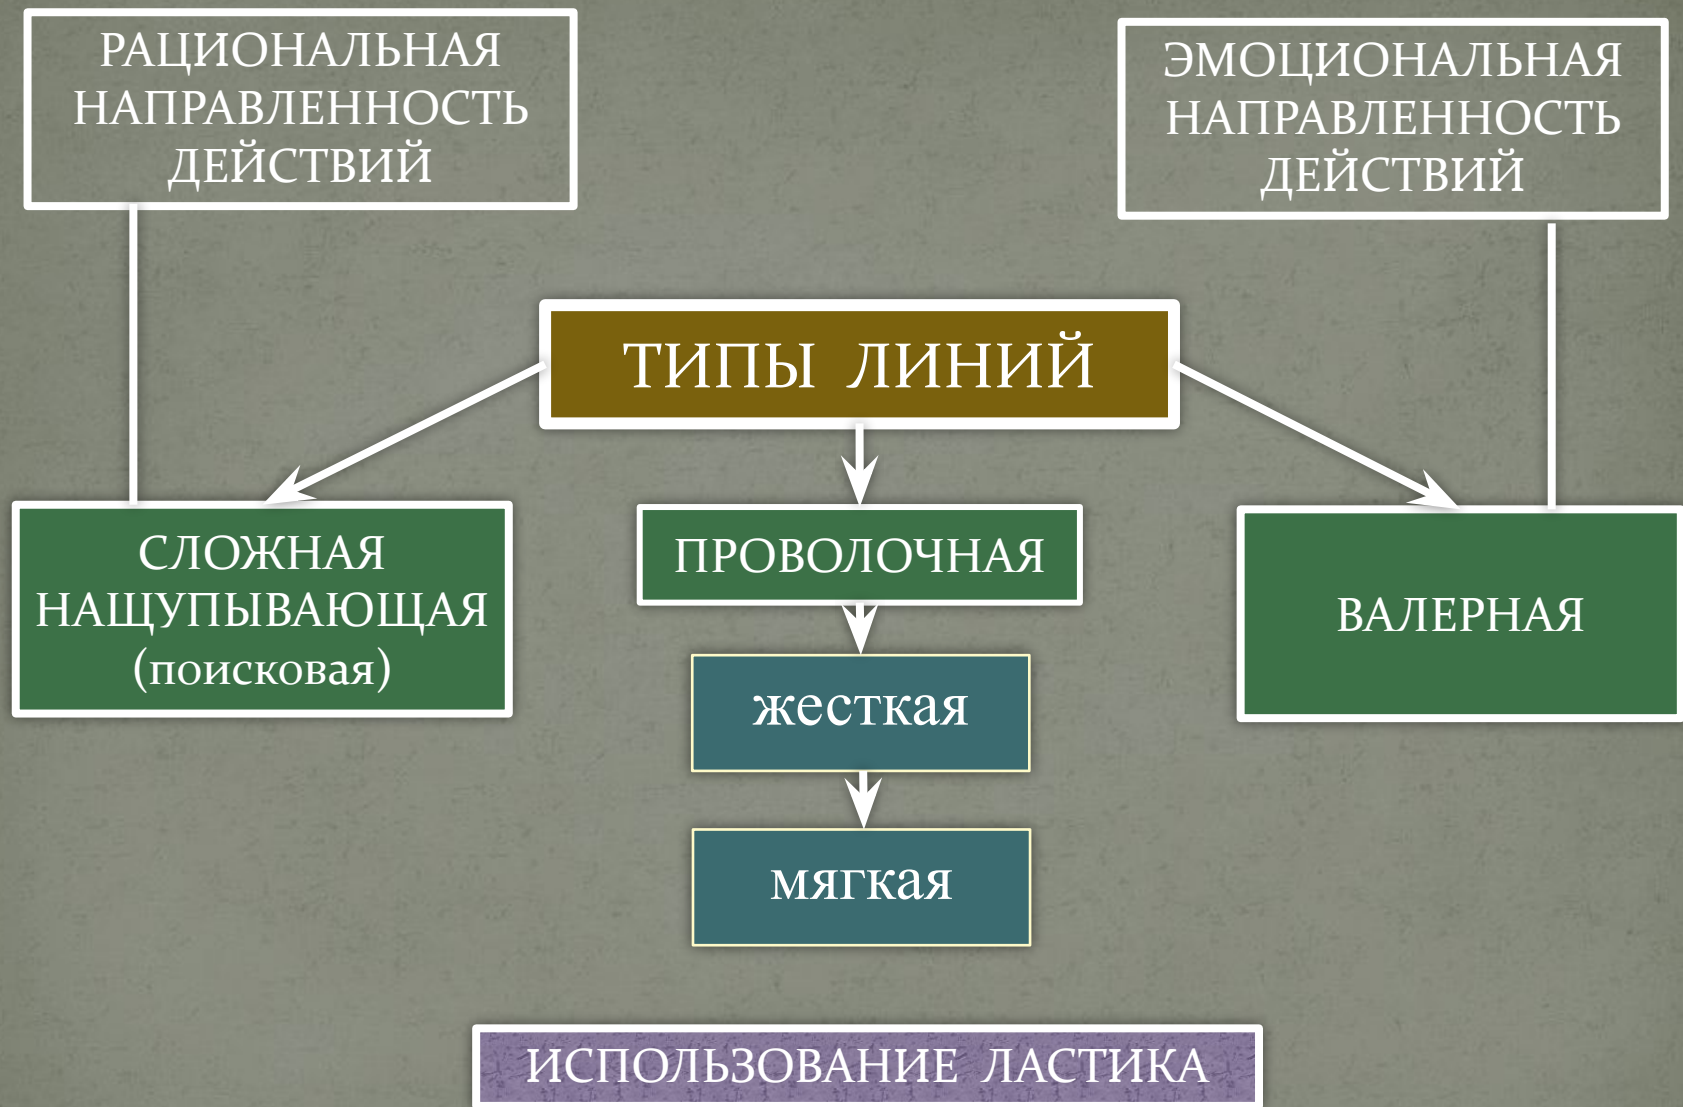 РАЦИОНАЛЬНАЯ
НАПРАВЛЕННОСТЬ
ДЕЙСТВИЙ
ЭМОЦИОНАЛЬНАЯ
НАПРАВЛЕННОСТЬ
ДЕЙСТВИЙ
ТИПЫ ЛИНИЙ
СЛОЖНАЯ
НАЩУПЫВАЮЩАЯ
(поисковая)
ПРОВОЛОЧНАЯ
жесткая
мягкая
ВАЛЕРНАЯ
ИСПОЛЬЗОВАНИЕ ЛАСТИКА